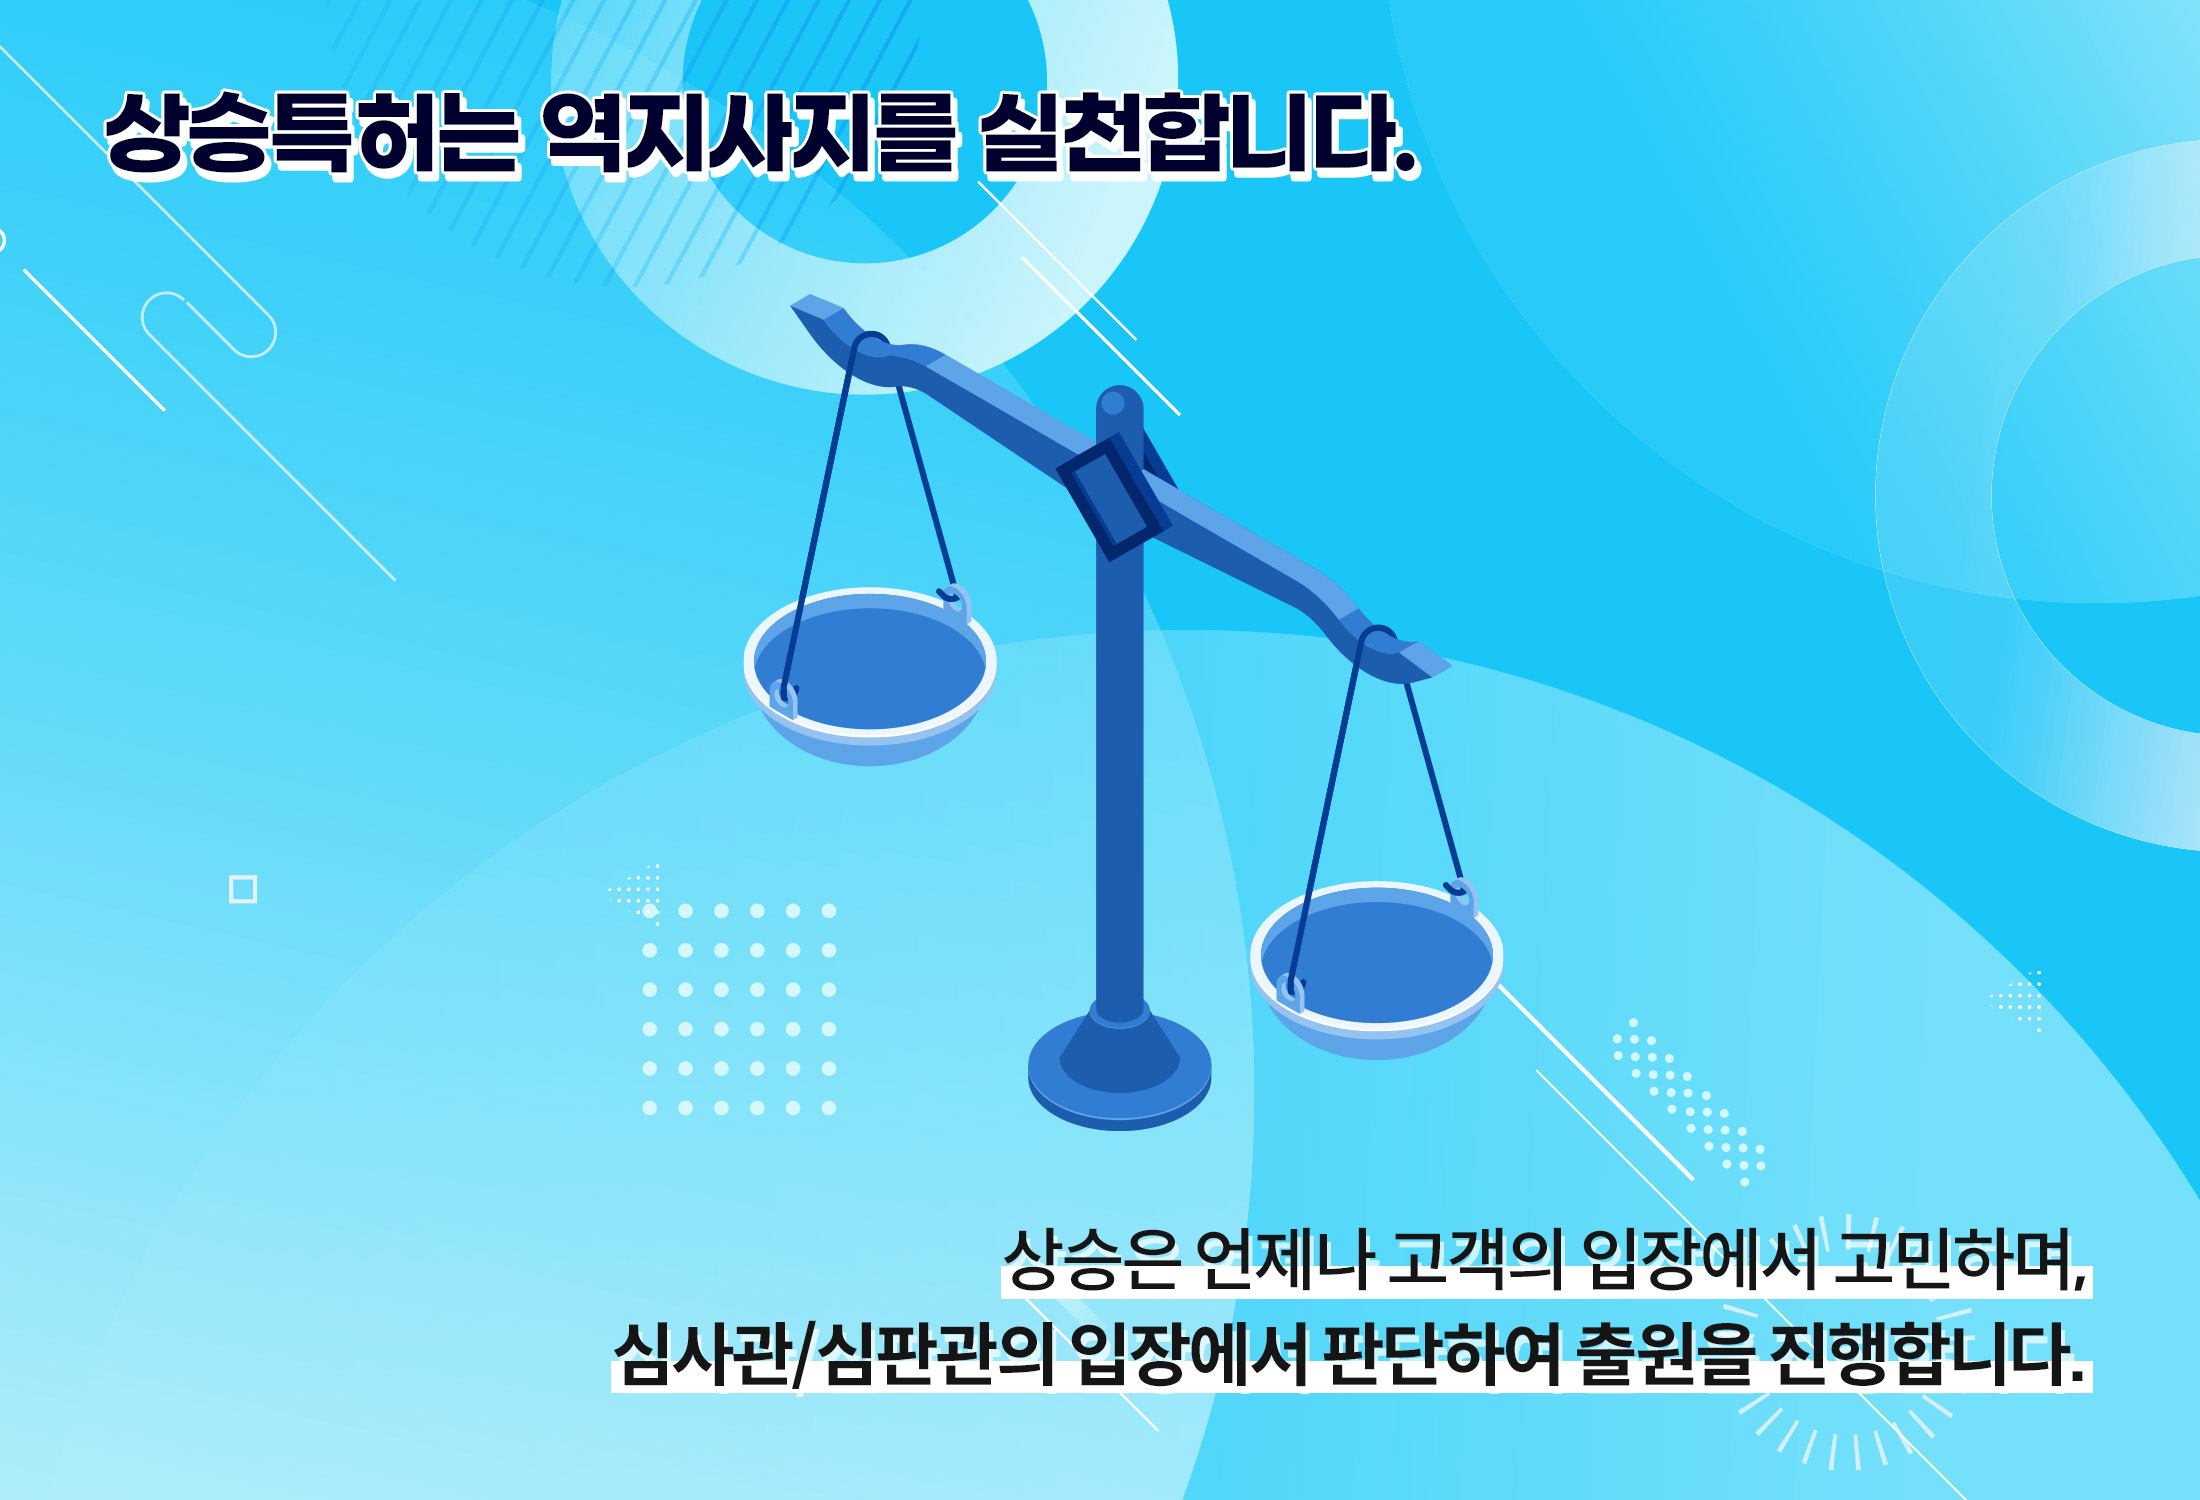 상승특허는 역지사지를 실천합니다.
상승은 언제나 고객의 입장에서 고민하며,
심사관/심판관의 입장에서 판단하여 출원을 진행합니다.